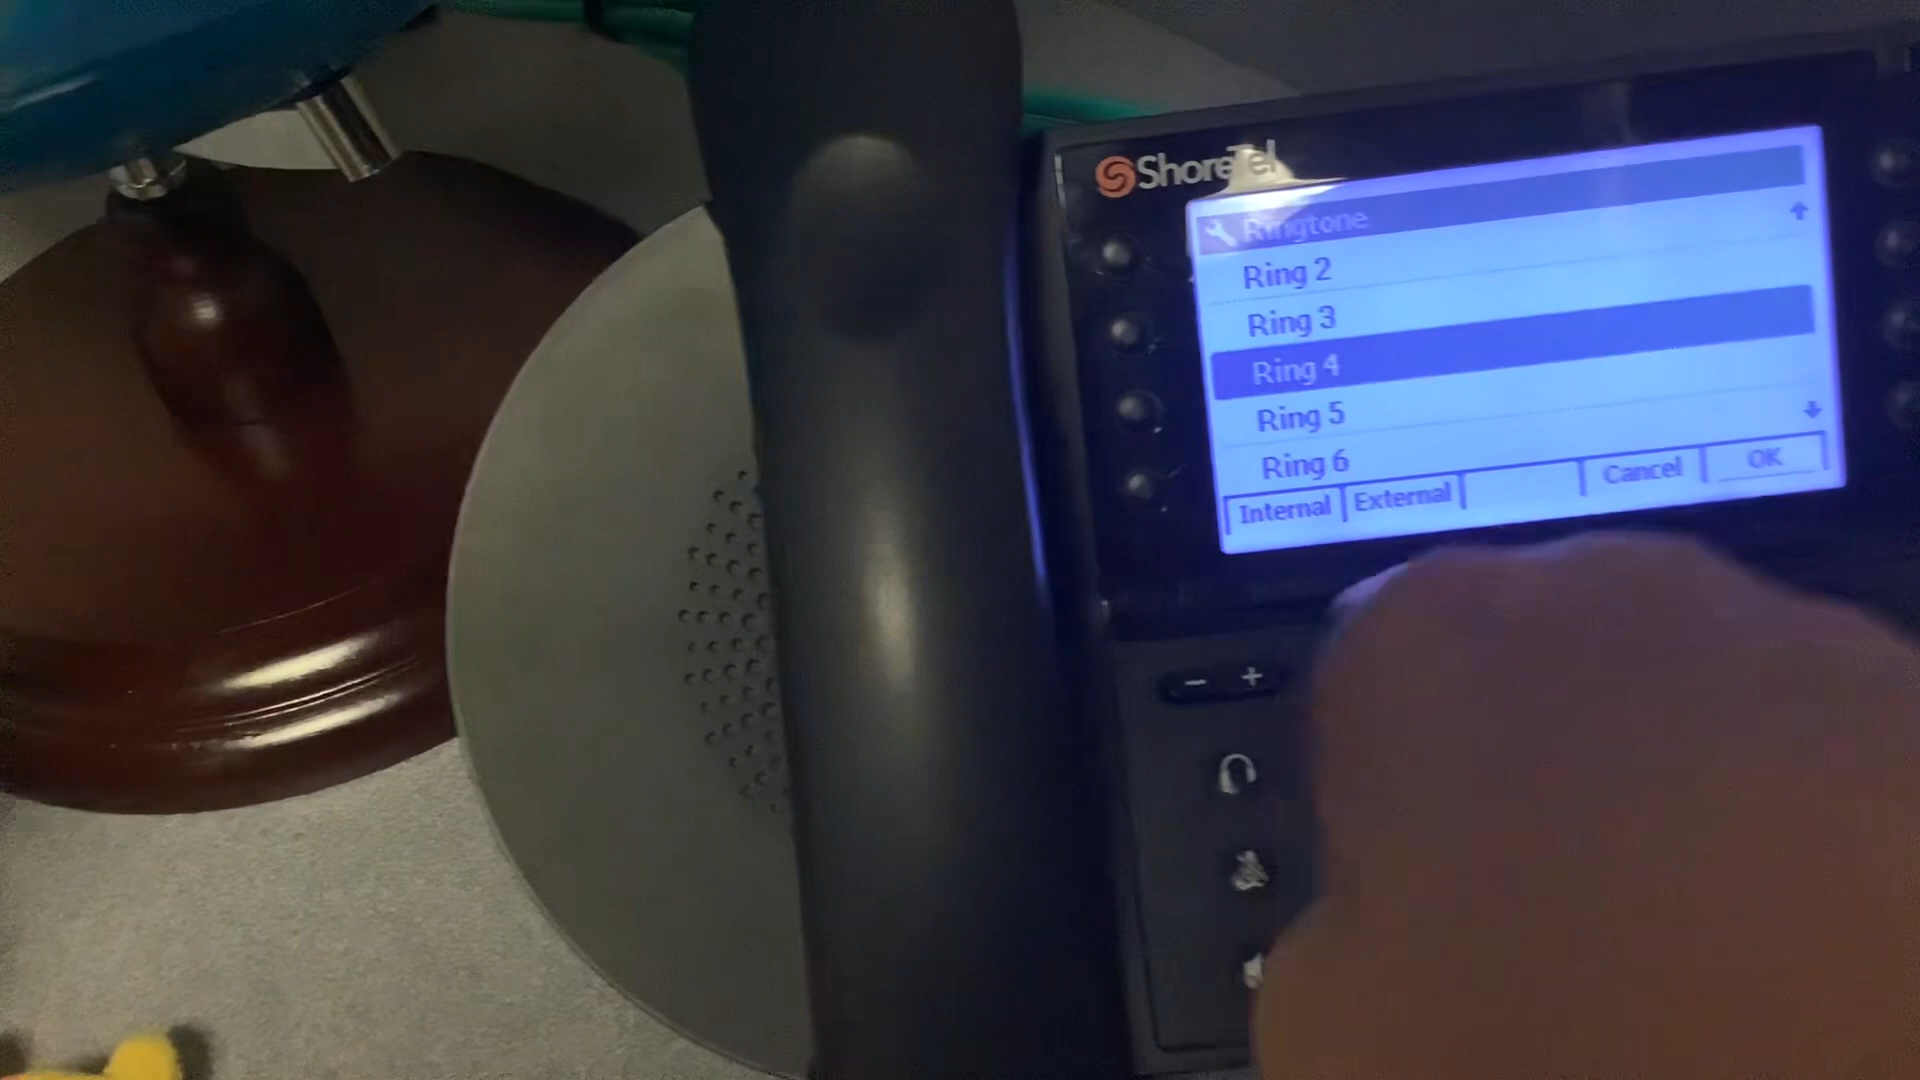 ShoreTel
Ringtone
Ring 2
Ring 3
Ring 4
Ring 5
Ring 6
Internal External Cancel OK
- +